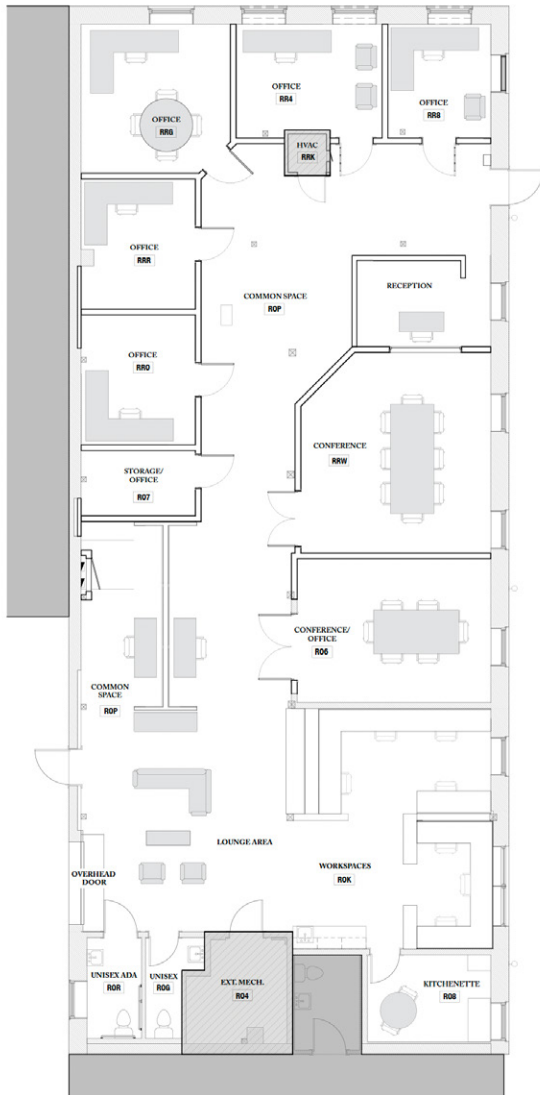 OFFICE
RR4
OFFICE
RR8
OFFICE
RRG
HVAC
RRK
OFFICE
RRR
RECEPTION
COMMON SPACE
R0P
OFFICE
RRO
CONFERENCE
RRW
STORAGE/
OFFICE
R07
CONFERENCE/
OFFICE
R06
COMMON
SPACE
R0P
LOUNGE AREA
WORKSPACES
R0K
OVERHEAD
DOOR
UNISEX ADA
R0R
UNISEX
R0G
EXT. MECH.
R04
KITCHENETTE
R08